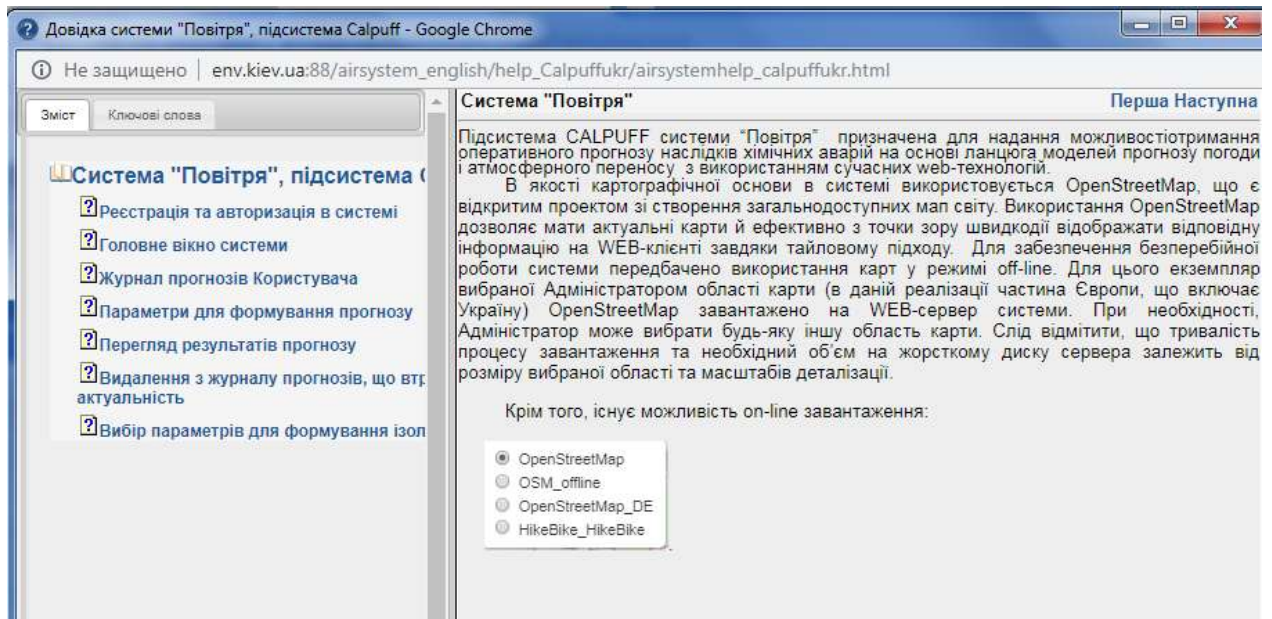 Довідка системи "Повітря", підсистема Calpuff - Google Chrome
Не защищено | env.kiev.ua:88/airsystem_english/help_Calpuffukr/airsystemhelp_calpuffukr.html
Зміст Ключові слова
Система "Повітря", підсистема
Реєстрація та авторизація в системі
Головне вікно системи
Журнал прогнозів Користувача
Параметри для формування прогнозу
Перегляд результатів прогнозу
Видалення з журналу прогнозів, що втр
актуальність
Вибір параметрів для формування ізол
Система "Повітря" Перша Наступна
Підсистема CALPUFF системи “Повітря” призначена для надання можливостіотримання
оперативного прогнозу наслідків хімічних аварій на основі ланцюга моделей прогнозу погоди
і атмосферного переносу з використанням сучасних web-технологій.
В якості картографічної основи в системі використовується OpenStreetMap, що є
відкритим проектом зі створення загальнодоступних мап світу. Використання OpenStreetMap
дозволяє мати актуальні карти й ефективно з точки зору швидкодії відображати відповідну
інформацію на WEB-клієнті завдяки тайловому підходу. Для забезпечення безперебійної
роботи системи передбачено використання карт у режимі off-line. Для цього екземпляр
вибраної Адміністратором області карти (в даній реалізації частина Європи, що включає
Україну) OpenStreetMap завантажено на WEB-сервер системи. При необхідності,
Адміністратор може вибрати будь-яку іншу область карти. Слід відмітити, що тривалість
процесу завантаження та необхідний об’єм на жорсткому диску сервера залежить від
розміру вибраної області та масштабів деталізації.
Крім того, існує можливість on-line завантаження:
OpenStreetMap
OSM_offline
OpenStreetMap_DE
HikeBike_HikeBike